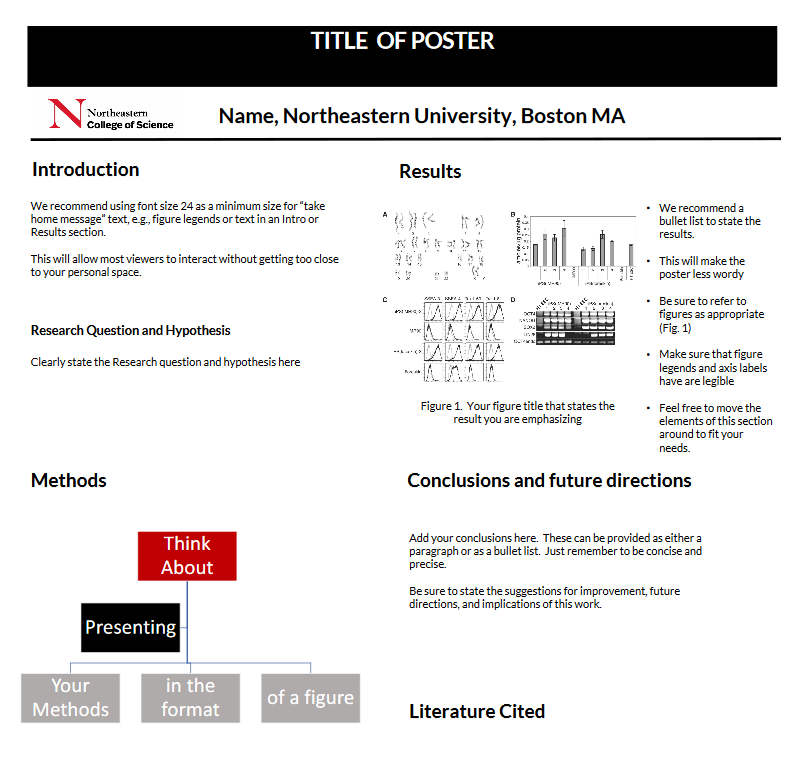 TITLE OF POSTER
Northeastern
College of Science
Name, Northeastern University, Boston MA
Introduction
We recommend using font size 24 as a minimum size for “take
home message” text, e.g., figure legends or text in an Intro or
Results section.
This will allow most viewers to interact without getting too close
to your personal space.
Research Question and Hypothesis
Clearly state the Research question and hypothesis here
Methods
Think
About
Presenting
Your
Methods
in the
format
of a figure
Results
A
B
C
D
OCT4
NANOG
SOX2
Figure 1. Your figure title that states the
result you are emphasizing
• We recommend a
bullet list to state the
results.
• This will make the
poster less wordy
• Be sure to refer to
figures as appropriate
(Fig. 1)
• Make sure that figure
legends and axis labels
have are legible
• Feel free to move the
elements of this section
around to fit your
needs.
Conclusions and future directions
Add your conclusions here. These can be provided as either a
paragraph or as a bullet list. Just remember to be concise and
precise.
Be sure to state the suggestions for improvement, future
directions, and implications of this work.
Literature Cited